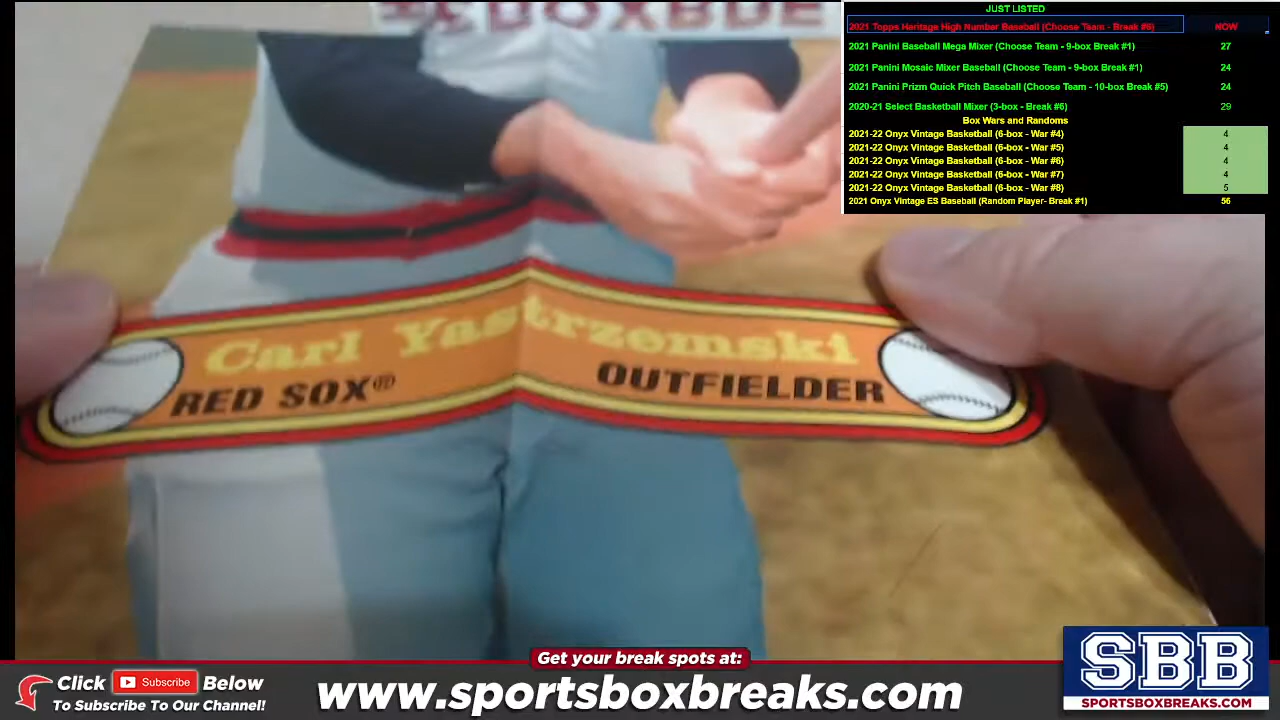 JUST LISTED
2021 Topps Heritage High Number Baseball (Choose Team - Break #6) NOW
2021 Panini Baseball Mega Mixer (Choose Team - 9-box Break #1) 27
2021 Panini Mosaic Mixer Baseball (Choose Team - 9-box Break #1) 24
2021 Panini Prizm Quick Pitch Baseball (Choose Team - 10-box Break #5) 24
2020-21 Select Basketball Mixer (3-box - Break #6) 29
Box Wars and Randoms
2021-22 Onyx Vintage Basketball (6-box - War #4) 4
2021-22 Onyx Vintage Basketball (6-box - War #5) 4
2021-22 Onyx Vintage Basketball (6-box - War #6) 4
2021-22 Onyx Vintage Basketball (6-box - War #7) 4
2021-22 Onyx Vintage Basketball (6-box - War #8) 5
2021 Onyx Vintage ES Baseball (Random Player- Break #1) 56
Carl Yastrzemski
RED SOX® OUTFIELDER
Get your break spots at:
Click Subscribe Below
To Subscribe To Our Channel!
www.sportsboxbreaks.com
SBB
SPORTSBOXBREAKS.COM